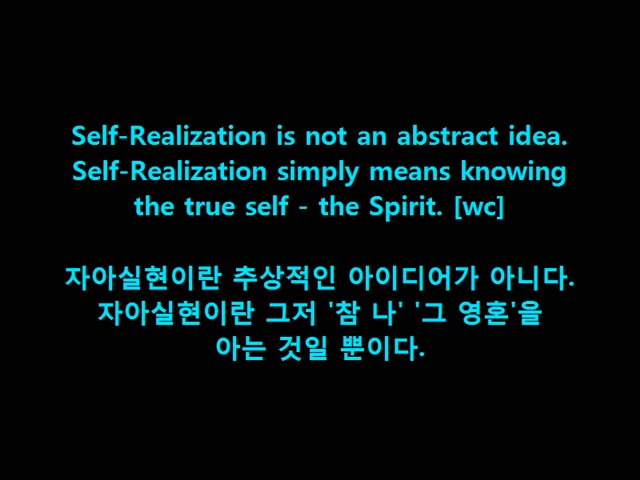 Self-Realization is not an abstract idea.
Self-Realization simply means knowing
the true self - the Spirit. [wc]
자아실현이란 추상적인 아이디어가 아니다.
자아실현이란 그저 '참 나' '그 영혼'을
아는 것일 뿐이다.